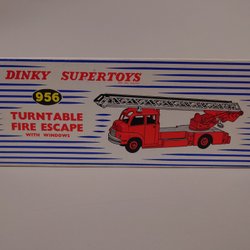 DINKY SUPERTOYS
956
TURNTABLE
FIRE ESCAPE
WITH WINDOWS